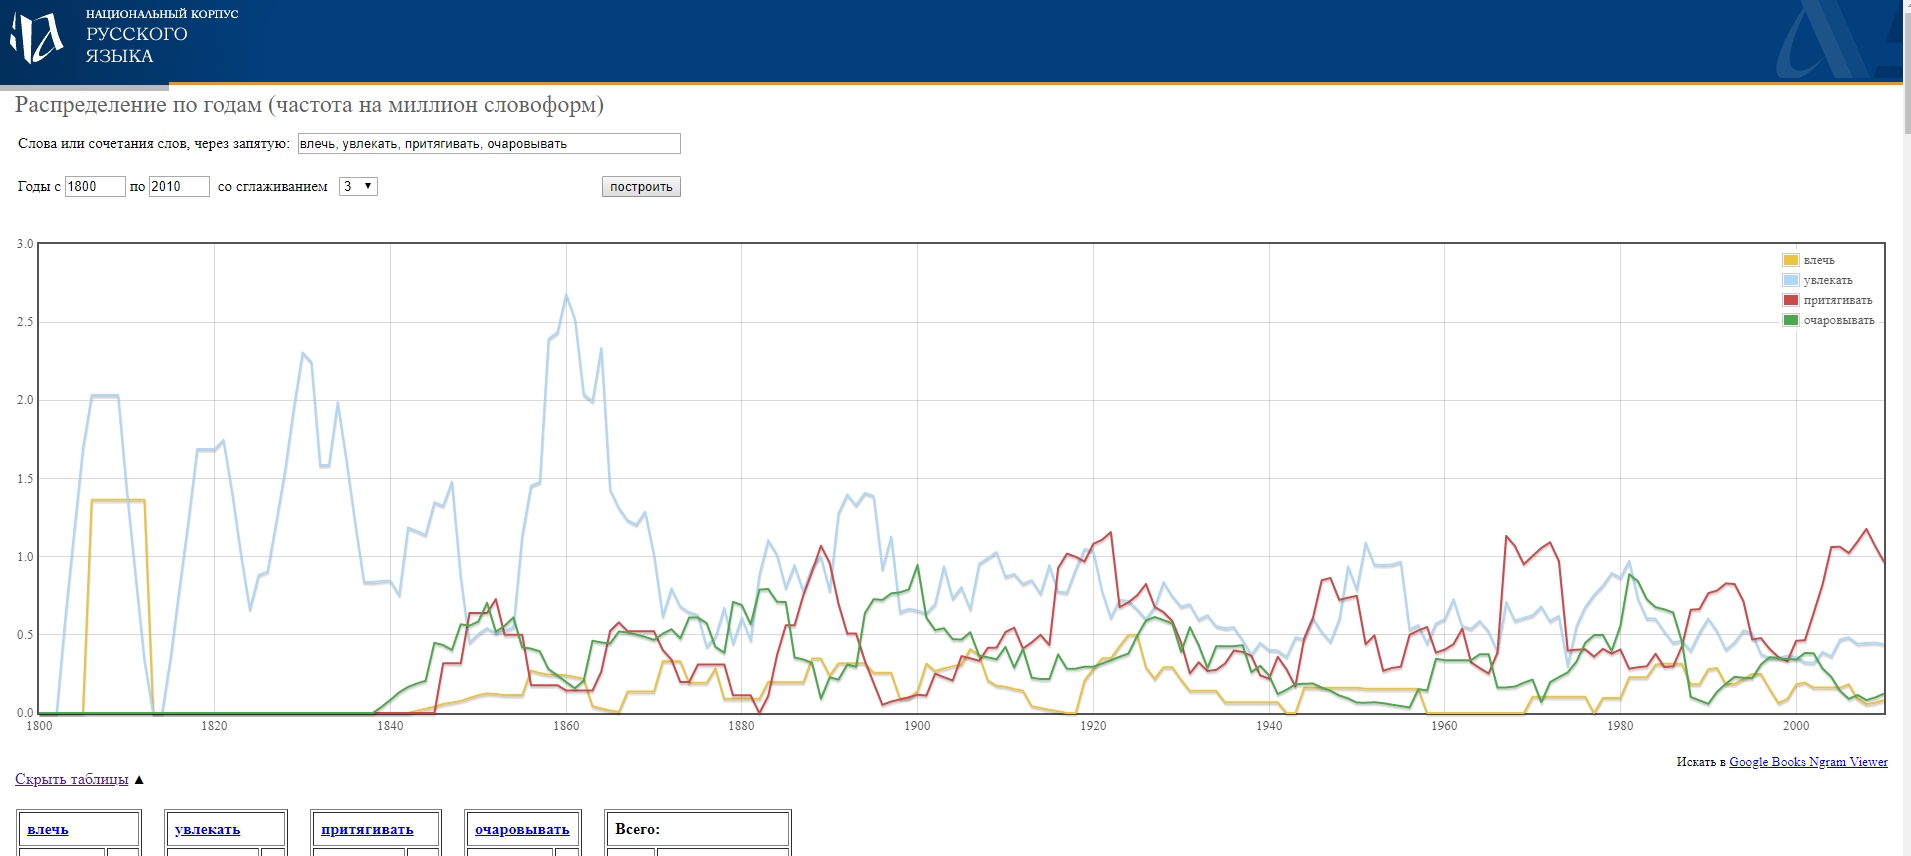 НАЦИОНАЛЬНЫЙ КОРПУС
РУССКОГО
ЯЗЫКА
Распределение по годам (частота на миллион словоформ)
Слова или сочетания слов, через запятую: влечь, увлекать, притягивать, очаровывать
Годы с 1800 по 2010 со сглаживанием 3 построить
3.0
2.5
2.0
1.5
1.0
0.5
0.0
влечь
увлекать
притягивать
очаровывать
1800 1820 1840 1860 1880 1900 1920 1940 1960 1980 2000
Искать в Google Books Ngram Viewer
Скрыть таблицы ▲
влечь увлекать притягивать очаровывать Всего: